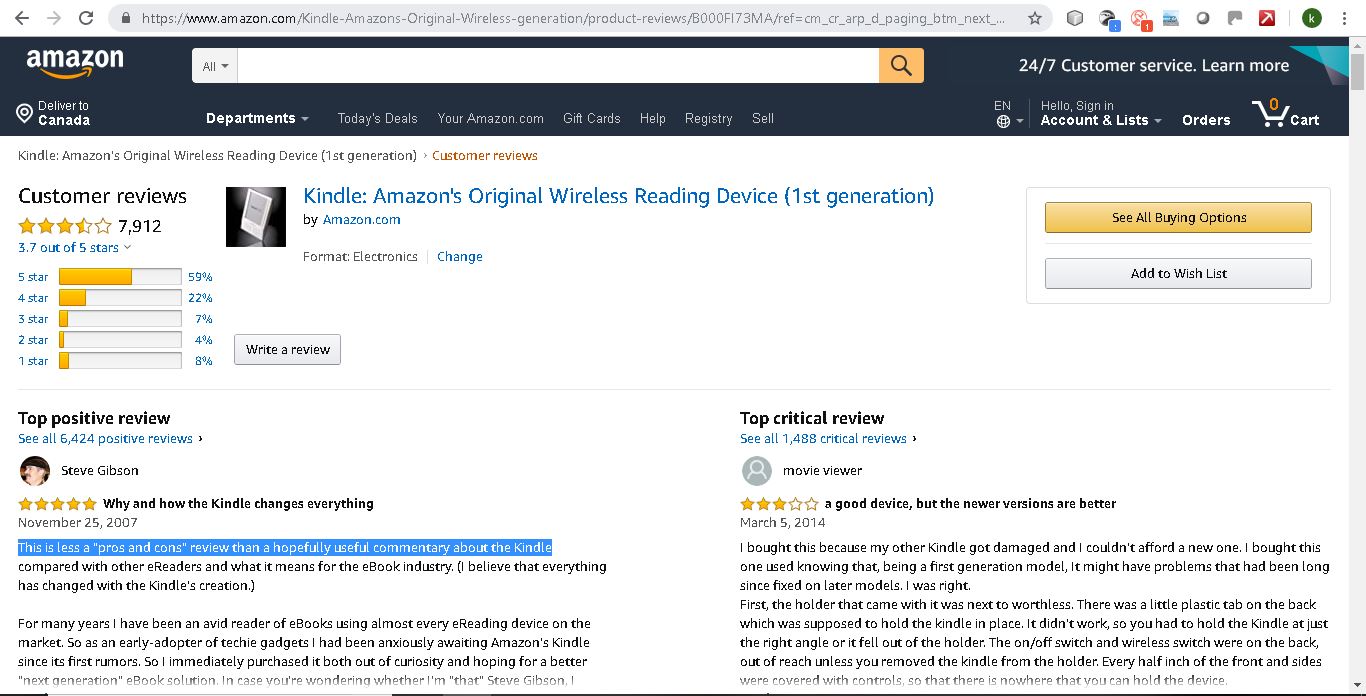 https://www.amazon.com/Kindle-Amazons-Original-Wireless-generation/product-reviews/B000FI73MA/ref=cm_cr_arp_d_paging_btm_next_...
1
k
amazon
All
24/7 Customer service. Learn more
Deliver to
Canada
Departments
Today's Deals
Your Amazon.com
Gift Cards
Help
Registry
Sell
EN
Hello, Sign in
Account & Lists
Orders
0
Cart
Kindle: Amazon's Original Wireless Reading Device (1st generation) › Customer reviews
Customer reviews
7,912
3.7 out of 5 stars
5 star 59%
4 star 22%
3 star 7%
2 star 4%
1 star 8%
Kindle: Amazon's Original Wireless Reading Device (1st generation)
by Amazon.com
Format: Electronics | Change
Write a review
See All Buying Options
Add to Wish List
Top positive review
See all 6,424 positive reviews ›
Steve Gibson
Why and how the Kindle changes everything
November 25, 2007
This is less a "pros and cons" review than a hopefully useful commentary about the Kindle
compared with other eReaders and what it means for the eBook industry. (I believe that everything
has changed with the Kindle's creation.)
For many years I have been an avid reader of eBooks using almost every eReading device on the
market. So as an early-adopter of techie gadgets I had been anxiously awaiting Amazon's Kindle
since its first rumors. So I immediately purchased it both out of curiosity and hoping for a better
"next generation" eBook solution. In case you're wondering whether I'm "that" Steve Gibson, I
Top critical review
See all 1,488 critical reviews ›
movie viewer
a good device, but the newer versions are better
March 5, 2014
I bought this because my other Kindle got damaged and I couldn't afford a new one. I bought this
one used knowing that, being a first generation model, It might have problems that had been long
since fixed on later models. I was right.
First, the holder that came with it was next to worthless. There was a little plastic tab on the back
which was supposed to hold the kindle in place. It didn't work, so you had to hold the Kindle at just
the right angle or it fell out of the holder. The on/off switch and wireless switch were on the back,
out of reach unless you removed the kindle from the holder. Every half inch of the front and sides
were covered with controls, so that there is nowhere that you can hold the device.